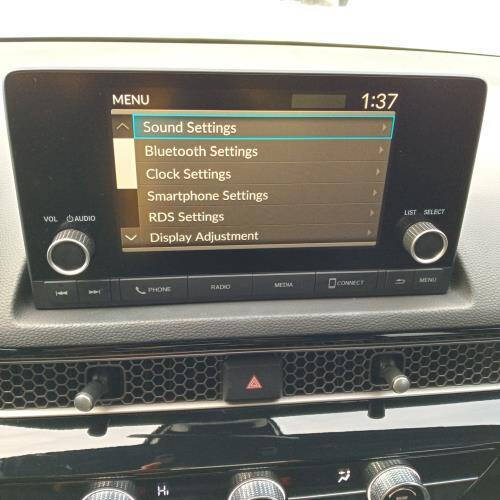 MENU 1:37
Sound Settings
Bluetooth Settings
Clock Settings
Smartphone Settings
RDS Settings
Display Adjustment
VOL AUDIO
LIST SELECT
PHONE RADIO MEDIA CONNECT MENU
Hi